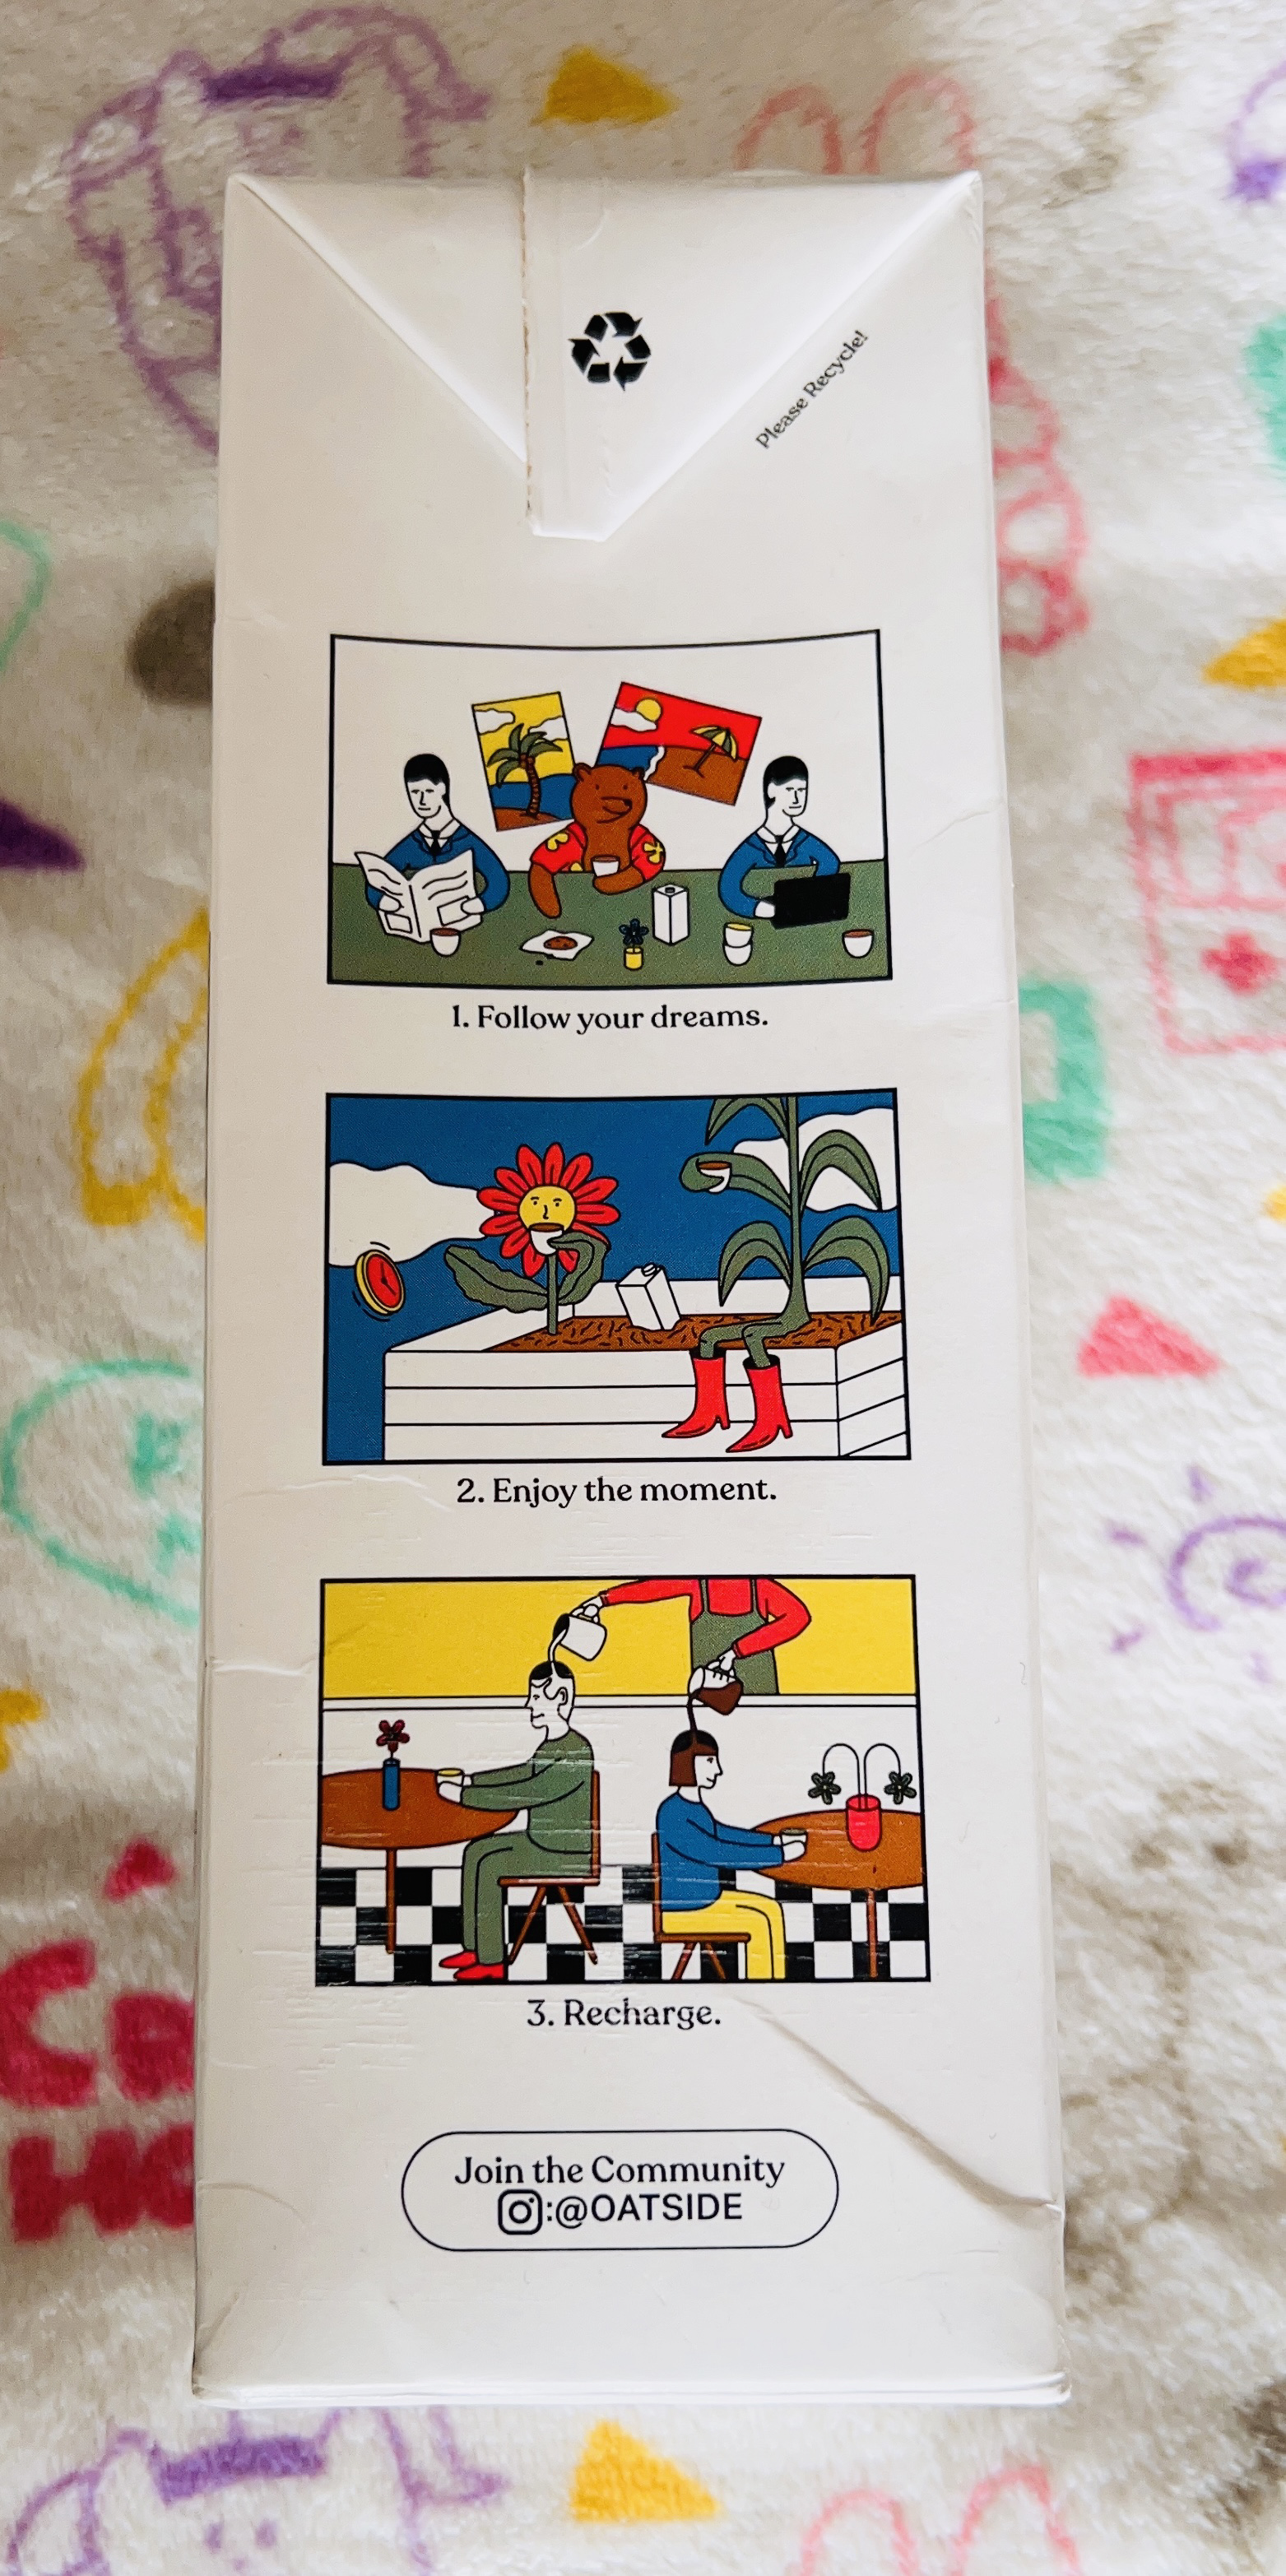 Please Recycle!
1. Follow your dreams.
2. Enjoy the moment.
3. Recharge.
Join the Community
:@OATSIDE